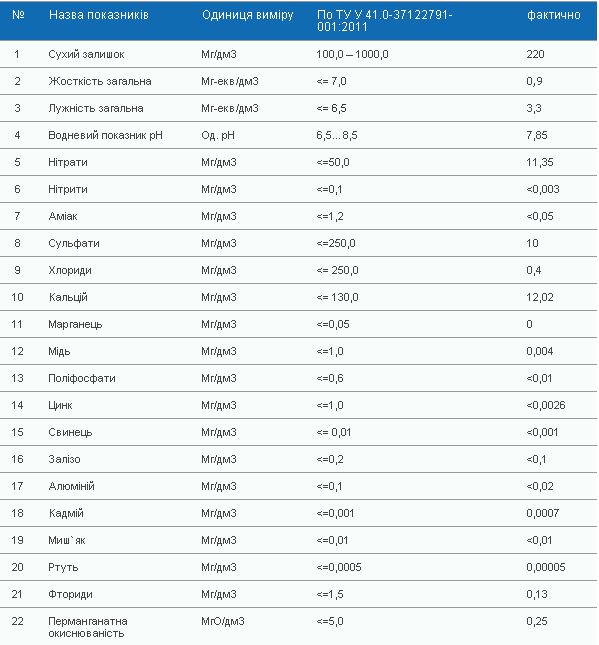 № Назва показників Одиниця виміру По ТУ У 41.0-37122791-001:2011 фактично
1 Сухий залишок Мг/дм3 100,0 – 1000,0 220
2 Жосткість загальна Мг-екв/дм3 <= 7,0 0,9
3 Лужність загальна Мг-екв/дм3 <= 6,5 3,3
4 Водневий показник рН Од. рН 6,5...8,5 7,85
5 Нітрати Мг/дм3 <=50,0 11,35
6 Нітрити Мг/дм3 <=0,1 <0,003
7 Аміак Мг/дм3 <=1,2 <0,05
8 Сульфати Мг/дм3 <=250,0 10
9 Хлориди Мг/дм3 <= 250,0 0,4
10 Кальцій Мг/дм3 <= 130,0 12,02
11 Марганець Мг/дм3 <=0,05 0
12 Мідь Мг/дм3 <=1,0 0,004
13 Поліфосфати Мг/дм3 <=0,6 <0,01
14 Цинк Мг/дм3 <=1,0 <0,0026
15 Свинець Мг/дм3 <= 0,01 <0,001
16 Залізо Мг/дм3 <=0,2 <0,1
17 Алюміній Мг/дм3 <=0,1 <0,02
18 Кадмій Мг/дм3 <=0,001 0,0007
19 Миш`як Мг/дм3 <=0,01 <0,01
20 Ртуть Мг/дм3 <=0,0005 0,00005
21 Фториди Мг/дм3 <=1,5 0,13
22 Перманганатна окиснюваність МгО/дм3 <=5,0 0,25